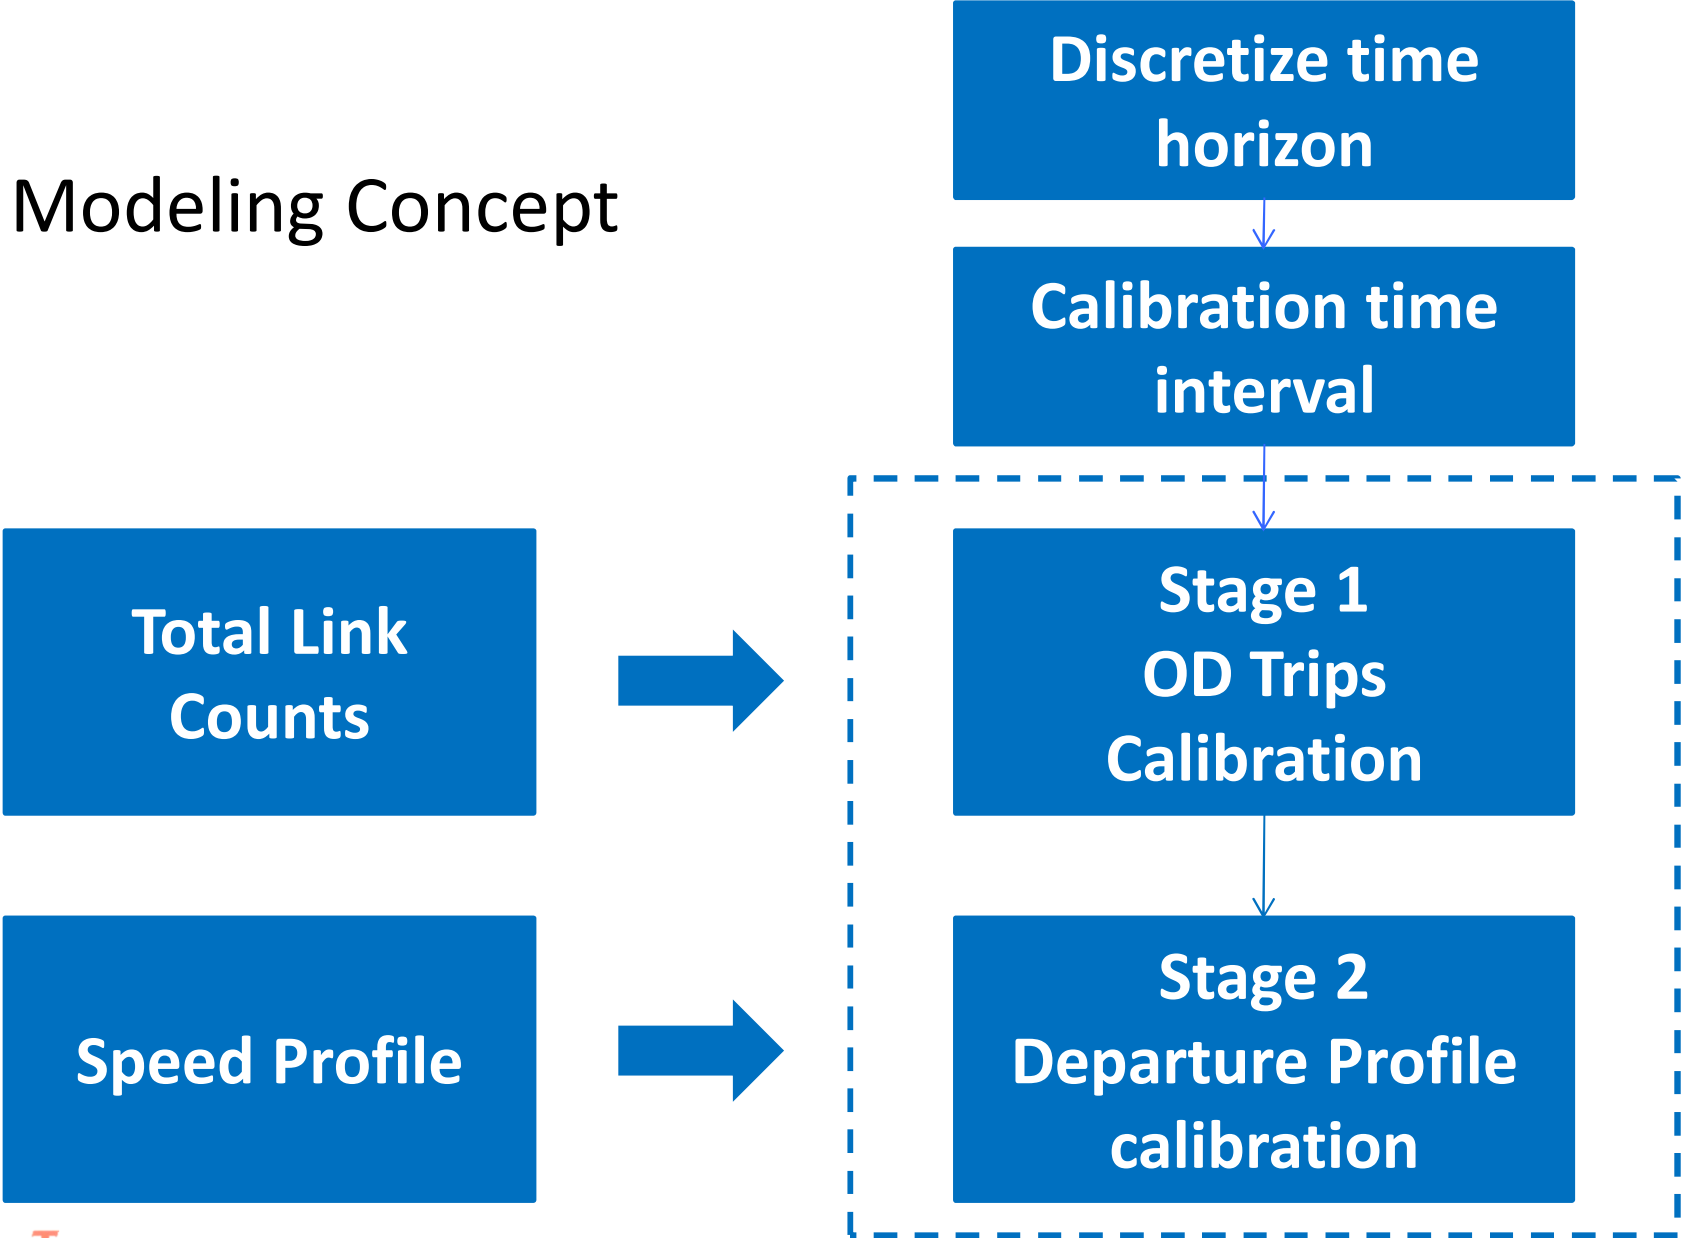 Modeling Concept
Discretize time
horizon
Calibration time
interval
Total Link
Counts
Stage 1
OD Trips
Calibration
Speed Profile
Stage 2
Departure Profile
calibration